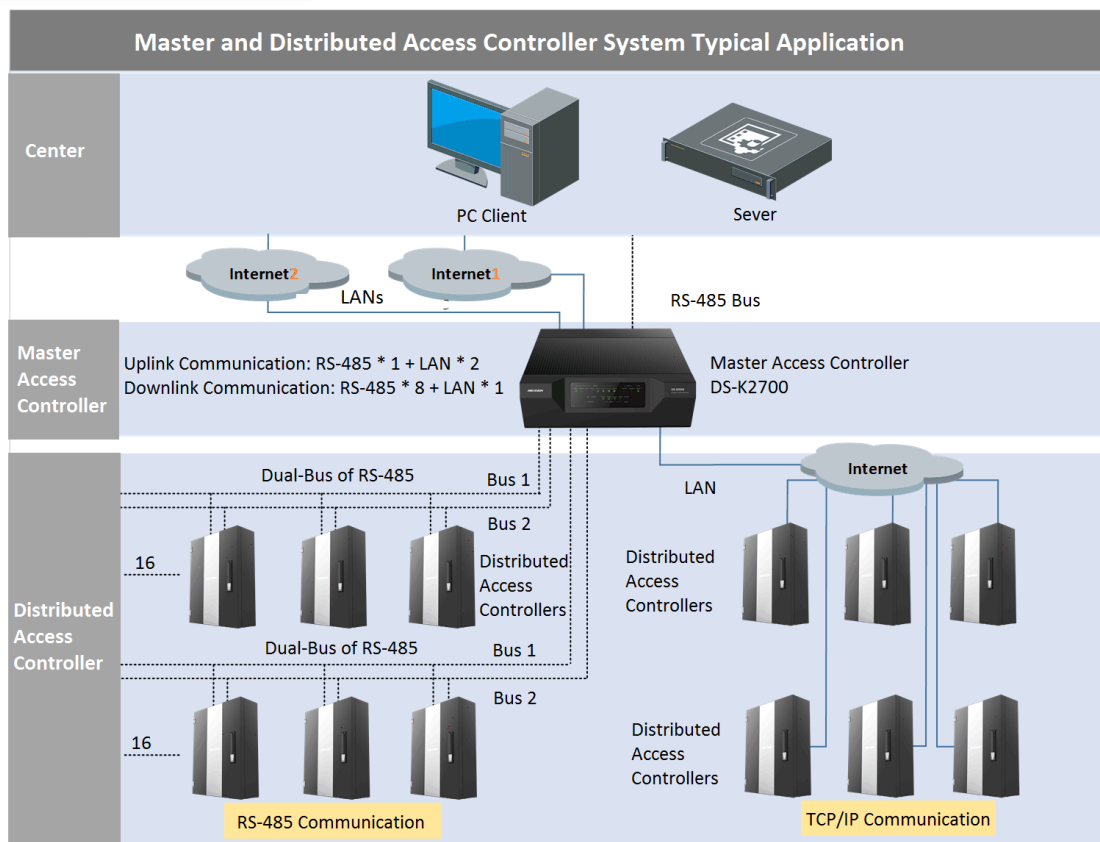 Master and Distributed Access Controller System Typical Application
Center
PC Client
Sever
Internet2
Internet1
LANs
RS-485 Bus
Master
Access
Controller
Uplink Communication: RS-485 * 1 + LAN * 2
Downlink Communication: RS-485 * 8 + LAN * 1
Master Access Controller
DS-K2700
Dual-Bus of RS-485
Bus 1
Bus 2
Internet
LAN
16
Distributed
Access
Controllers
Distributed
Access
Controllers
Distributed
Access
Controller
Dual-Bus of RS-485
Bus 1
Bus 2
16
Distributed
Access
Controllers
RS-485 Communication
TCP/IP Communication